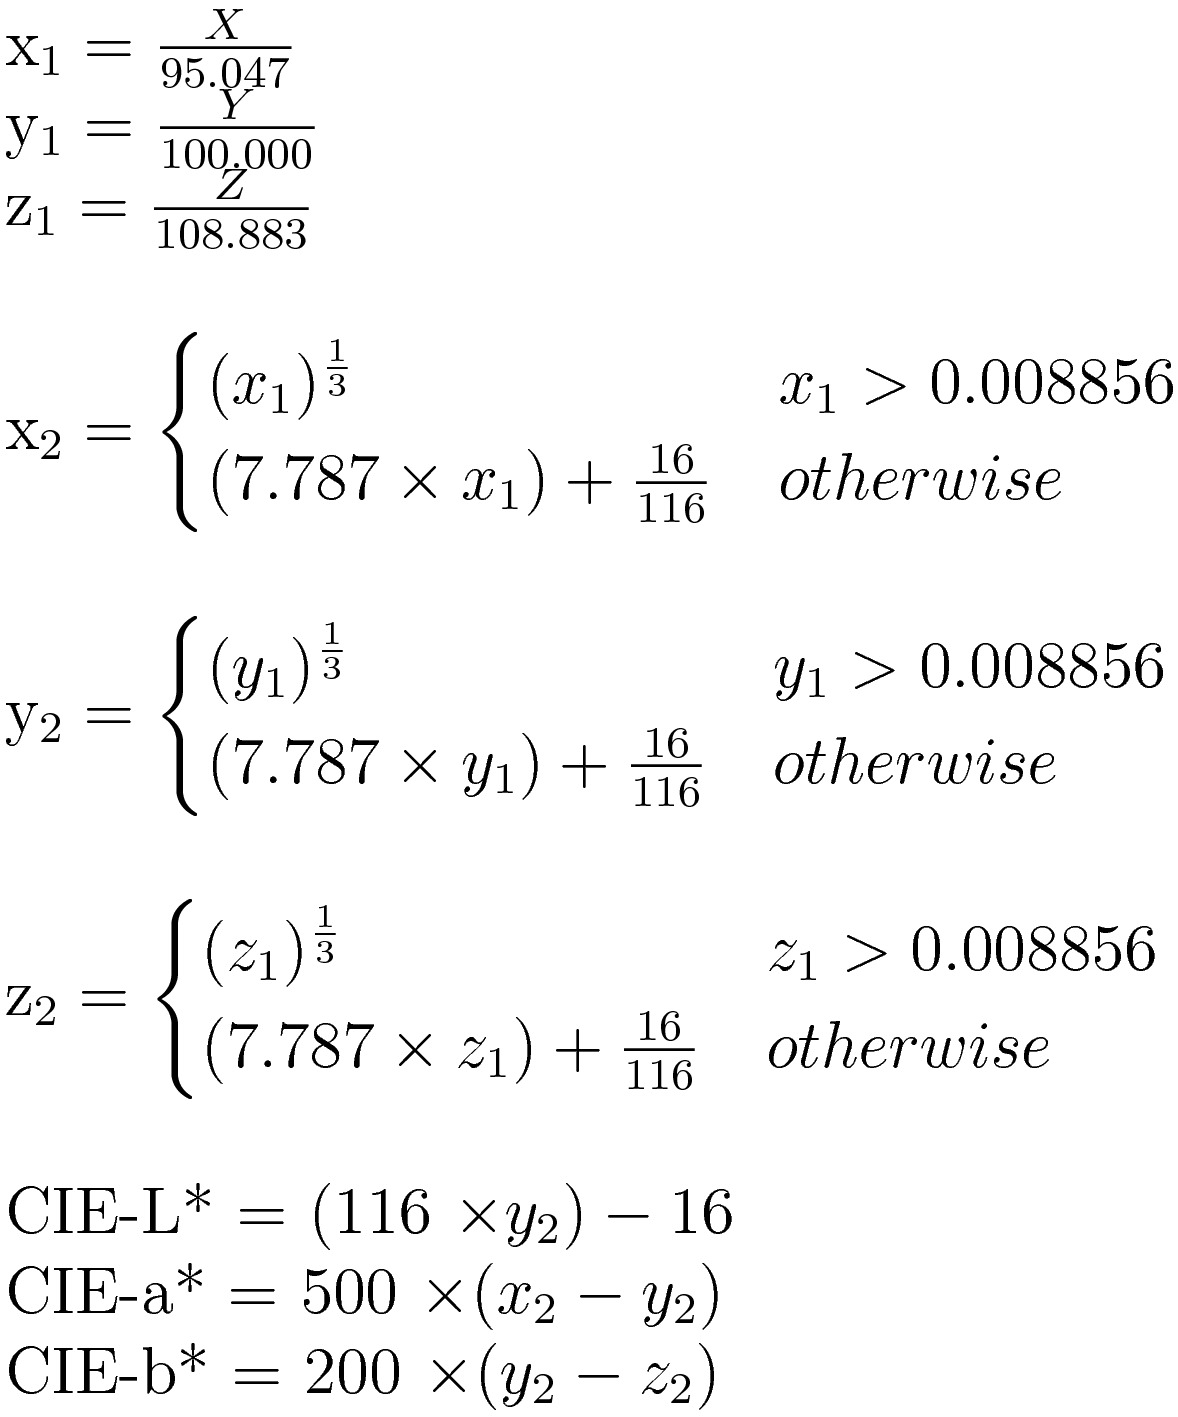 x₁ = X/95.047
y₁ = Y/100.000
z₁ = Z/108.883
x₂ = { (x₁)^(1/3)   x₁ > 0.008856
(7.787 × x₁) + 16/116   otherwise
y₂ = { (y₁)^(1/3)   y₁ > 0.008856
(7.787 × y₁) + 16/116   otherwise
z₂ = { (z₁)^(1/3)   z₁ > 0.008856
(7.787 × z₁) + 16/116   otherwise
CIE-L* = (116 ×y₂) − 16
CIE-a* = 500 ×(x₂ − y₂)
CIE-b* = 200 ×(y₂ − z₂)